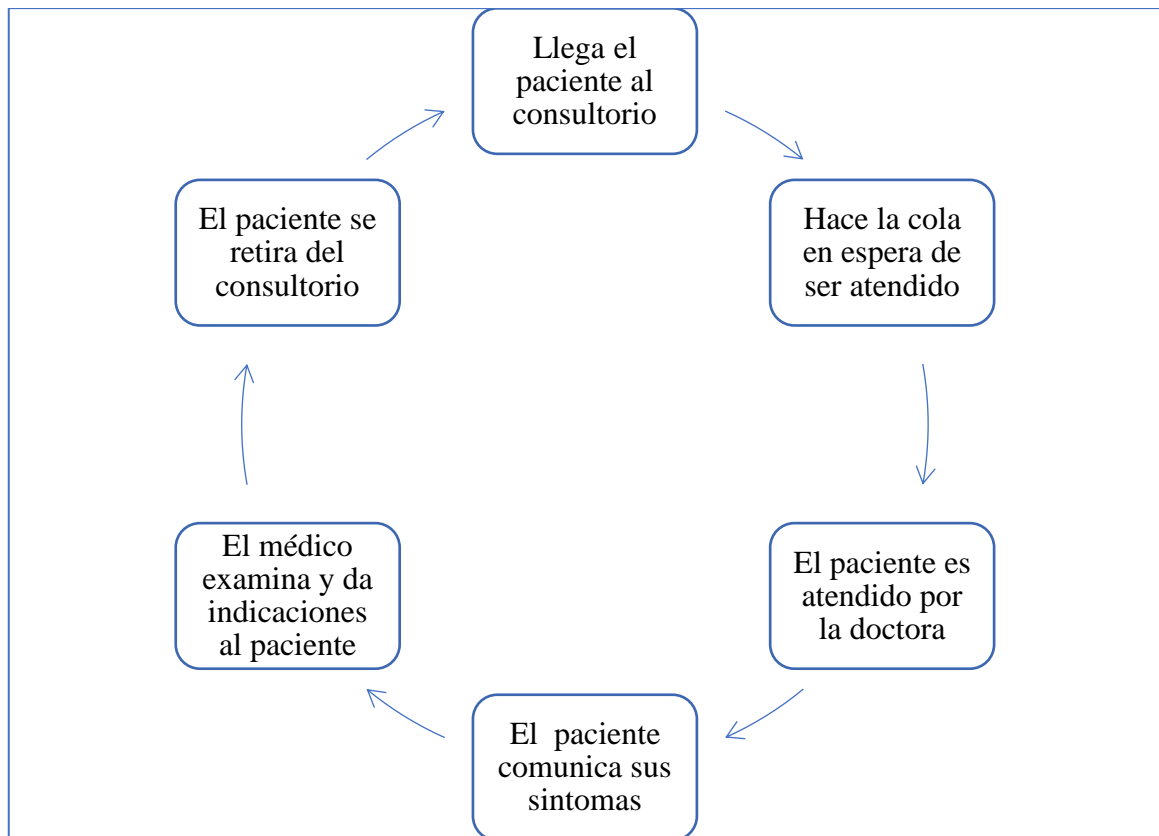 Llega el
paciente al
consultorio
Hace la cola
en espera de
ser atendido
El paciente es
atendido por
la doctora
El  paciente
comunica sus
sintomas
El médico
examina y da
indicaciones
al paciente
El paciente se
retira del
consultorio